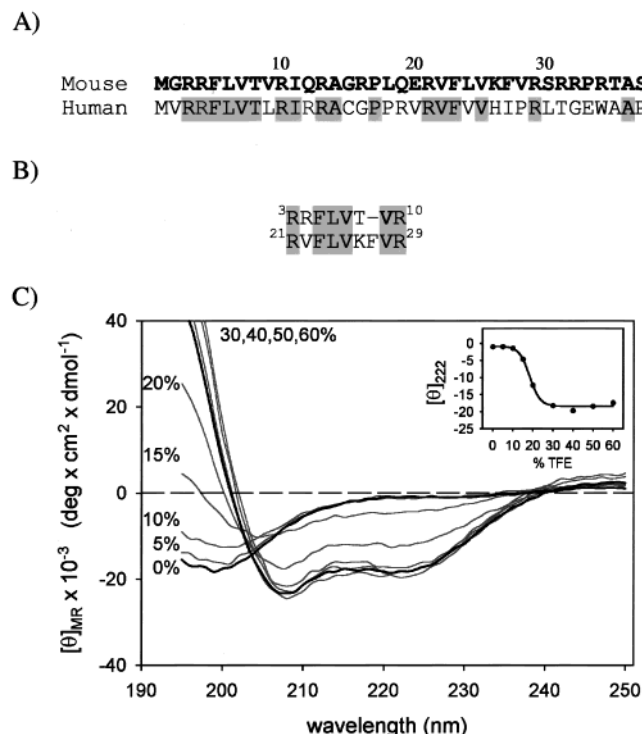 A)
10 20 30
Mouse MGRRFLVTVRIQRAGRPLQERVFLVKFVRSRRPRTAS
Human MVRRFLVTLRIRRACGPPRVRVFVVHIPRLTGEWAAP
B)
3RRFLVT-VR10
21RVFLVKFVR29
C)
40
20
0
-20
-40
[θ]MR x 10-3 (deg x cm2 x dmol-1)
30,40,50,60%
20%
15%
10%
5%
0%
0
-5
-10
-15
-20
-25
[θ]222
0 10 20 30 40 50 60
% TFE
190 200 210 220 230 240 250
wavelength (nm)